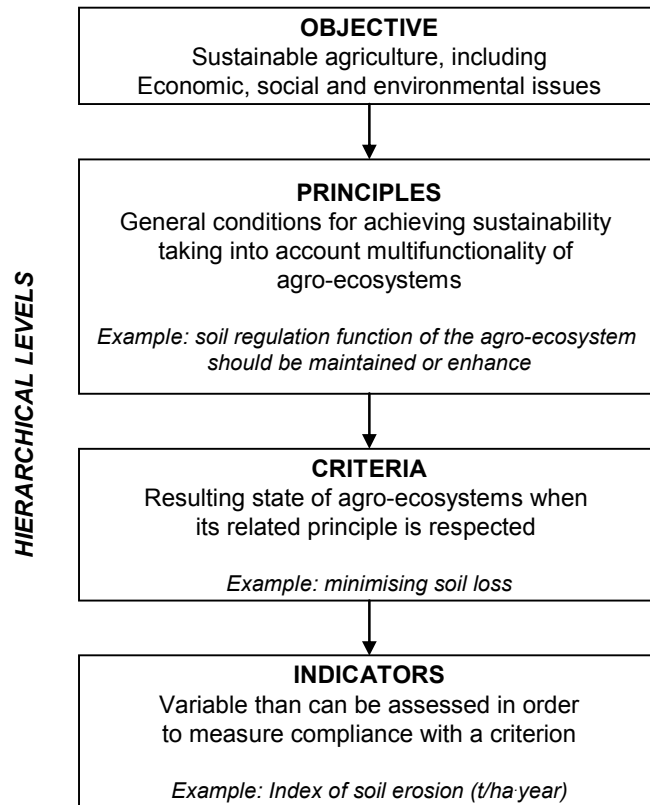 HIERARCHICAL LEVELS
OBJECTIVE
Sustainable agriculture, including
Economic, social and environmental issues
PRINCIPLES
General conditions for achieving sustainability
taking into account multifunctionality of
agro-ecosystems
Example: soil regulation function of the agro-ecosystem
should be maintained or enhance
CRITERIA
Resulting state of agro-ecosystems when
its related principle is respected
Example: minimising soil loss
INDICATORS
Variable than can be assessed in order
to measure compliance with a criterion
Example: Index of soil erosion (t/ha·year)